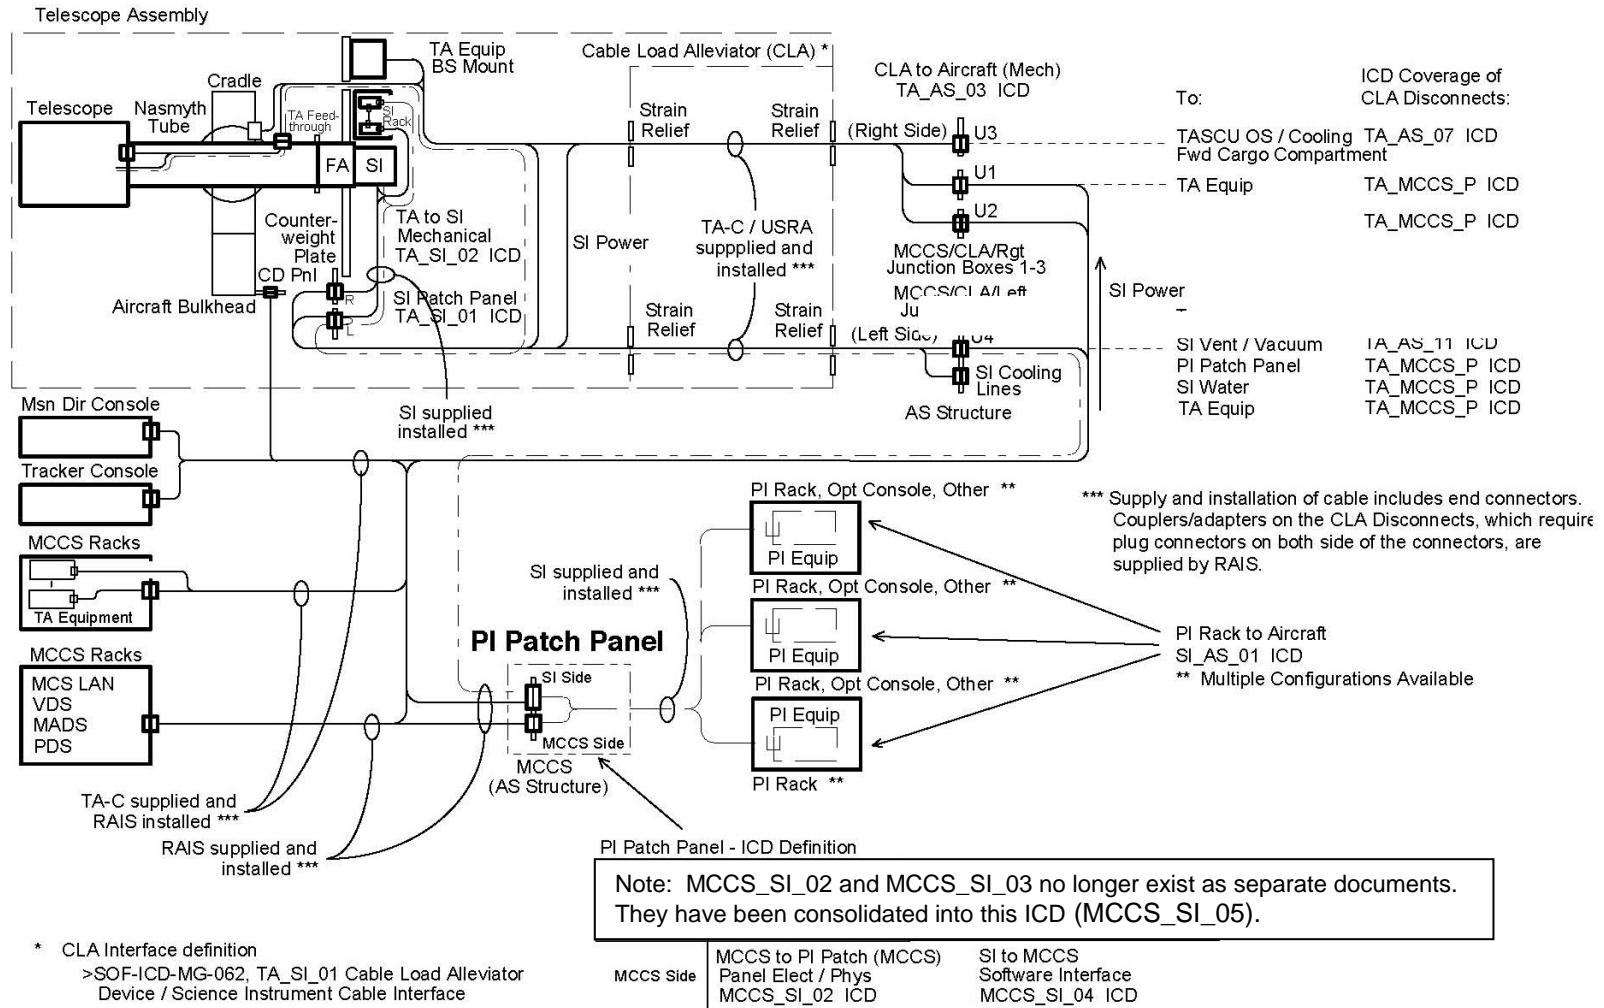 Telescope Assembly
TA Equip
BS Mount
Cable Load Alleviator (CLA) *
Cradle
Telescope
Nasmyth
Tube
TA Feed-
through
SI
Rack
FA
SI
Strain
Relief
Strain
Relief
CLA to Aircraft (Mech)
TA_AS_03 ICD
(Right Side)
U3
U1
U2
To:
ICD Coverage of
CLA Disconnects:
TASCU OS / Cooling
Fwd Cargo Compartment
TA_AS_07 ICD
TA Equip
TA_MCCS_P ICD
TA_MCCS_P ICD
Counter-
weight
Plate
CD Pnl
Aircraft Bulkhead
TA to SI
Mechanical
TA_SI_02 ICD
R
L
SI Patch Panel
TA_SI_01 ICD
SI Power
TA-C / USRA
suppplied and
installed ***
MCCS/CLA/Rgt
Junction Boxes 1-3
MCCS/CLA/Left
Ju
SI Power
Strain
Relief
Strain
Relief
(Left Side)
U4
SI Cooling
Lines
AS Structure
SI Vent / Vacuum
TA_AS_11 ICD
PI Patch Panel
TA_MCCS_P ICD
SI Water
TA_MCCS_P ICD
TA Equip
TA_MCCS_P ICD
SI supplied
installed ***
Msn Dir Console
Tracker Console
MCCS Racks
TA Equipment
MCCS Racks
MCS LAN
VDS
MADS
PDS
PI Rack, Opt Console, Other **
PI Equip
PI Rack, Opt Console, Other **
PI Equip
PI Rack, Opt Console, Other **
PI Equip
PI Rack **
*** Supply and installation of cable includes end connectors.
Couplers/adapters on the CLA Disconnects, which require
plug connectors on both side of the connectors, are
supplied by RAIS.
SI supplied and
installed ***
PI Patch Panel
SI Side
MCCS Side
MCCS
(AS Structure)
PI Rack to Aircraft
SI_AS_01 ICD
** Multiple Configurations Available
TA-C supplied and
RAIS installed ***
RAIS supplied and
installed ***
PI Patch Panel - ICD Definition
Note: MCCS_SI_02 and MCCS_SI_03 no longer exist as separate documents.
They have been consolidated into this ICD (MCCS_SI_05).
* CLA Interface definition
>SOF-ICD-MG-062, TA_SI_01 Cable Load Alleviator
Device / Science Instrument Cable Interface
MCCS Side
MCCS to PI Patch (MCCS)
Panel Elect / Phys
MCCS_SI_02 ICD
SI to MCCS
Software Interface
MCCS_SI_04 ICD